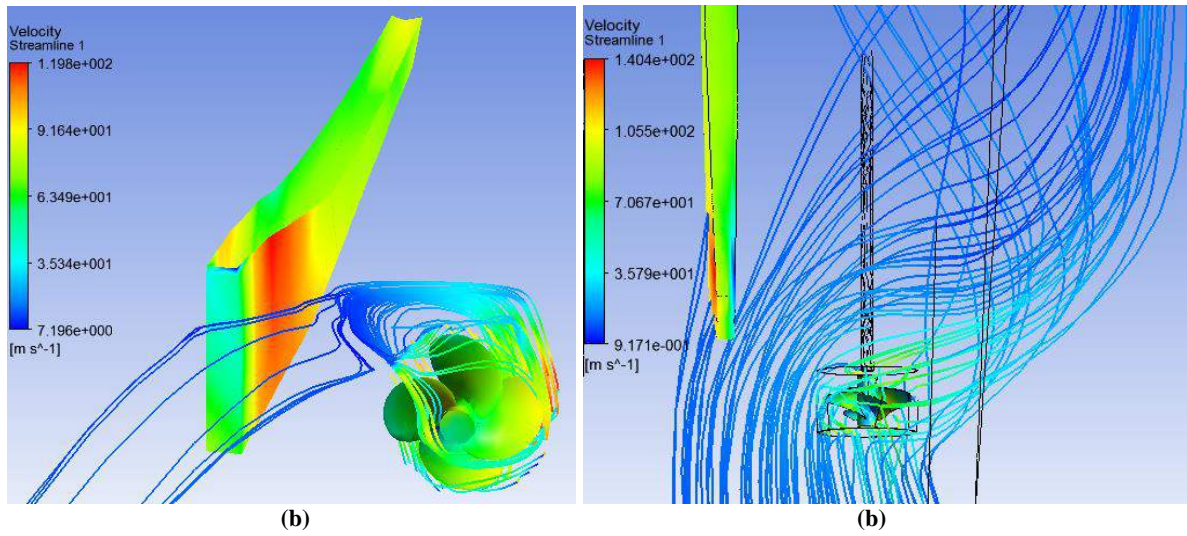 Velocity
Streamline 1
1.198e+002
9.164e+001
6.349e+001
3.534e+001
7.196e+000
[m s^-1]
(b)
Velocity
Streamline 1
1.404e+002
1.055e+002
7.067e+001
3.579e+001
9.171e-001
[m s^-1]
(b)